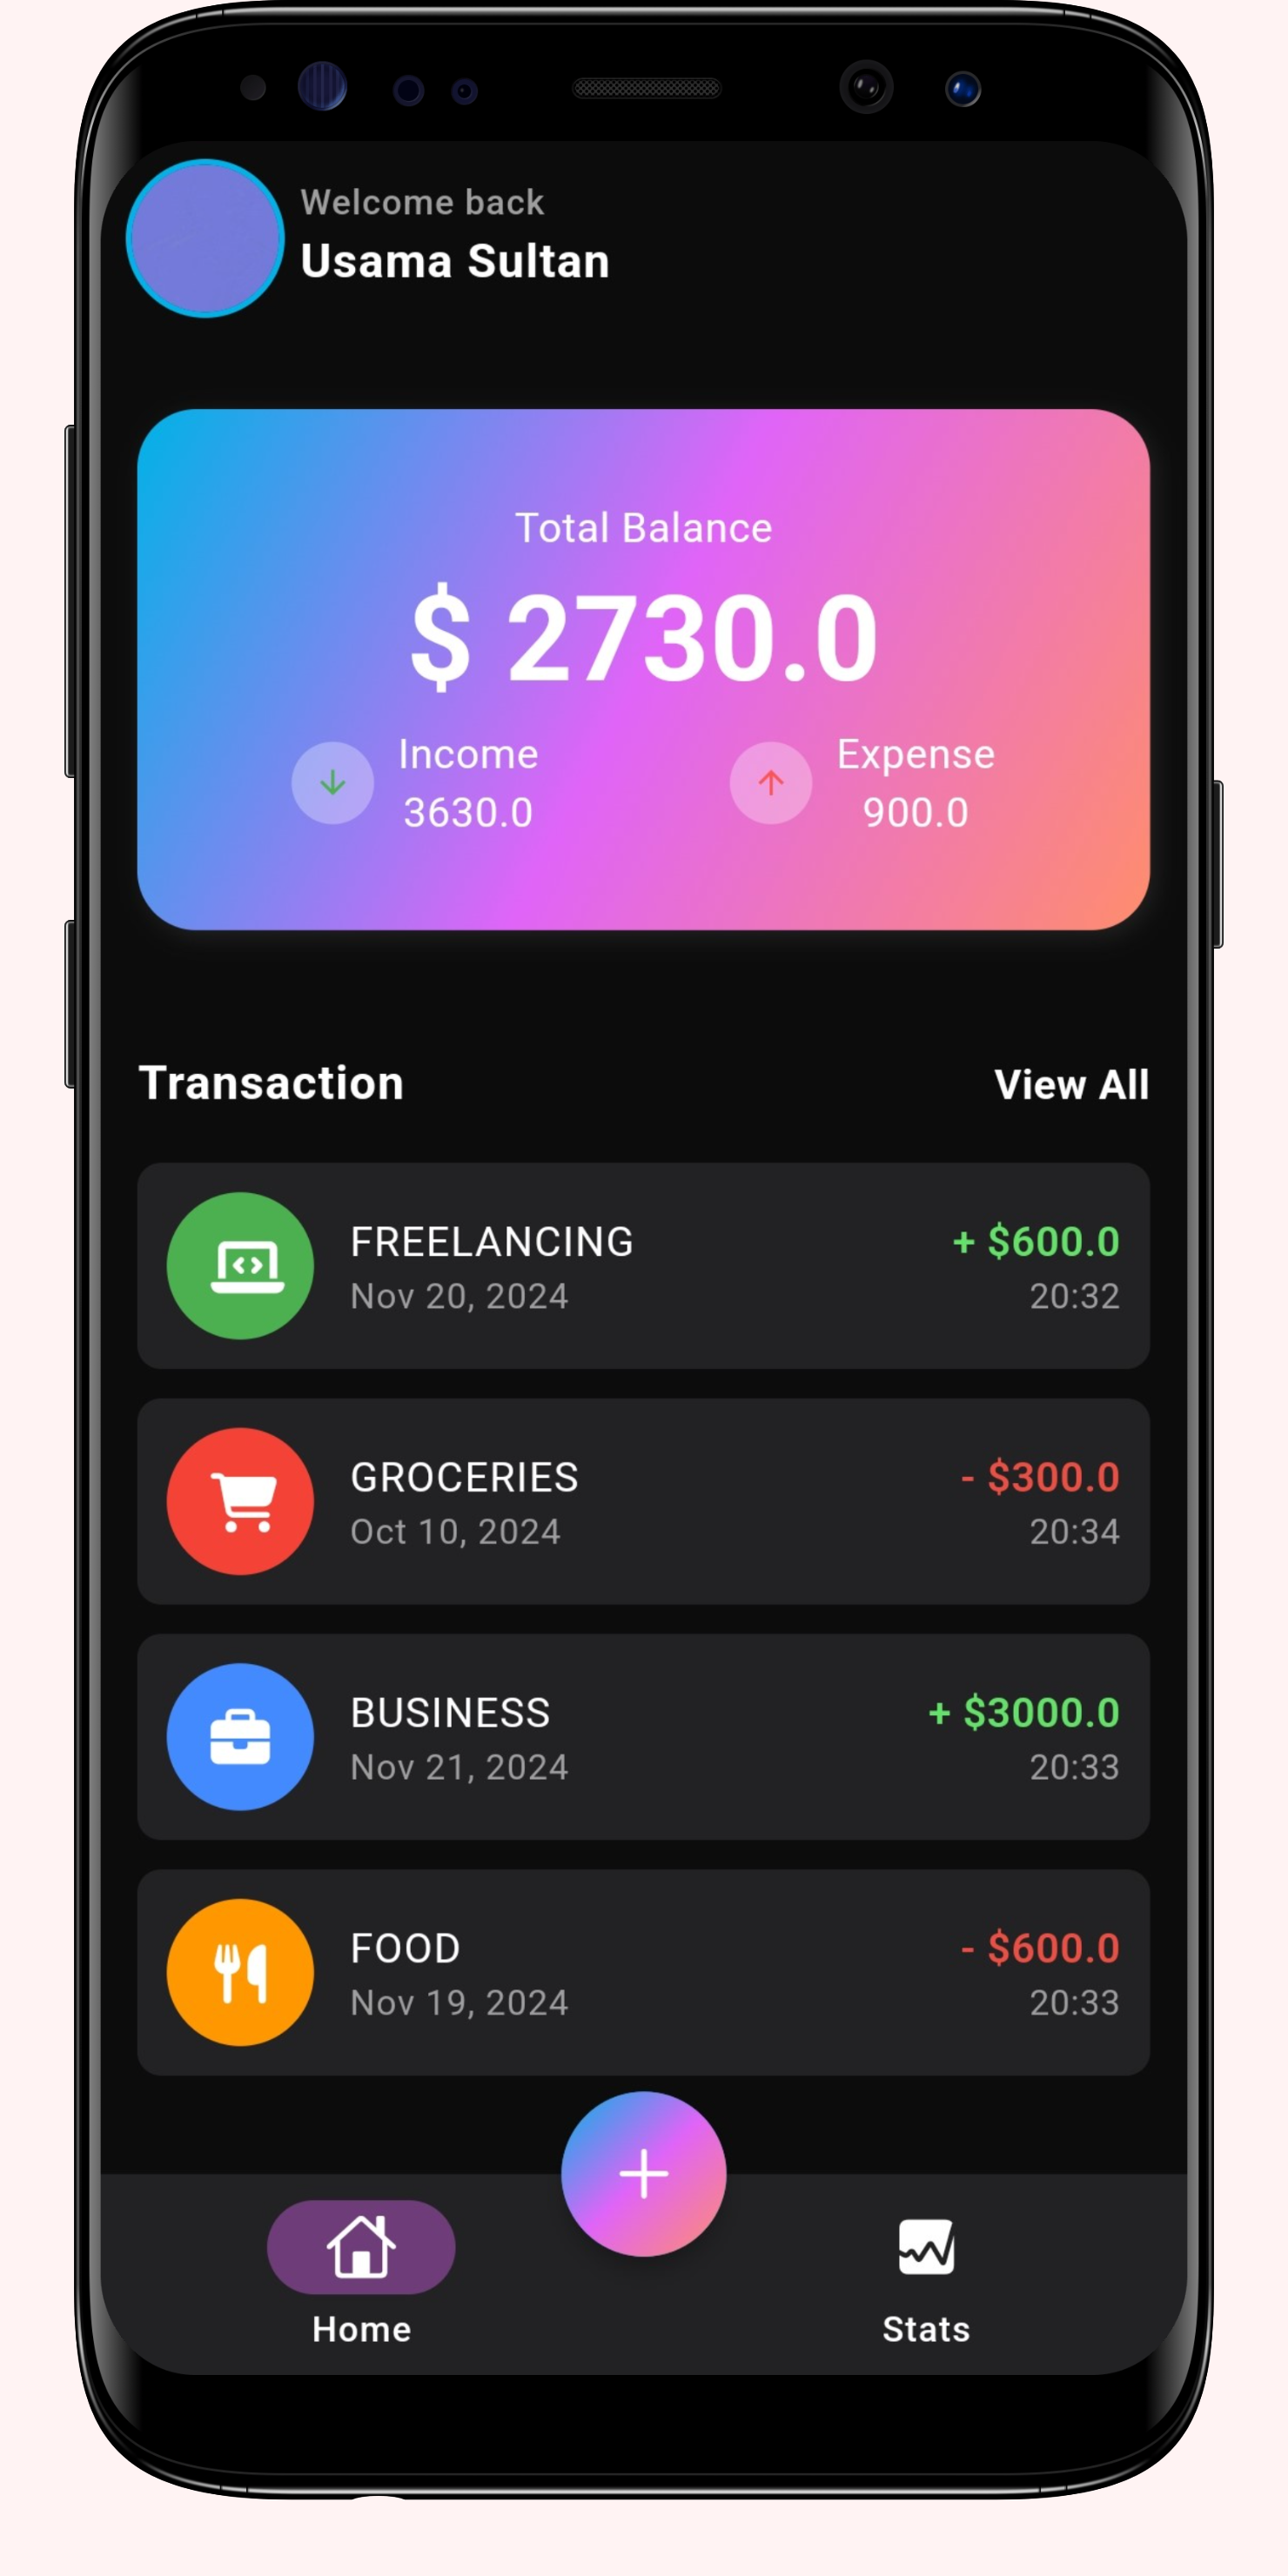 Welcome back
Usama Sultan
Total Balance
$ 2730.0
Income
3630.0
Expense
900.0
Transaction
View All
FREELANCING
+ $600.0
Nov 20, 2024
20:32
GROCERIES
- $300.0
Oct 10, 2024
20:34
BUSINESS
+ $3000.0
Nov 21, 2024
20:33
FOOD
- $600.0
Nov 19, 2024
20:33
Home
Stats